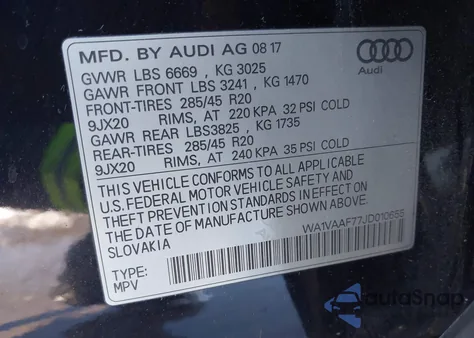 MFD. BY AUDI AG 08 17
GVWR LBS 6669 , KG 3025
GAWR FRONT LBS 3241 , KG 1470
FRONT-TIRES 285/45 R20
9JX20 RIMS, AT 220 KPA 32 PSI COLD
GAWR REAR LBS3825 , KG 1735
REAR-TIRES 285/45 R20
9JX20 RIMS, AT 240 KPA 35 PSI COLD
Audi
THIS VEHICLE CONFORMS TO ALL APPLICABLE
U.S. FEDERAL MOTOR VEHICLE SAFETY AND
THEFT PREVENTION STANDARDS IN EFFECT ON
THE DATE OF MANUFACTURE SHOWN ABOVE.
SLOVAKIA
WA1VAAF77JD010655
TYPE:
MPV
autoSnap